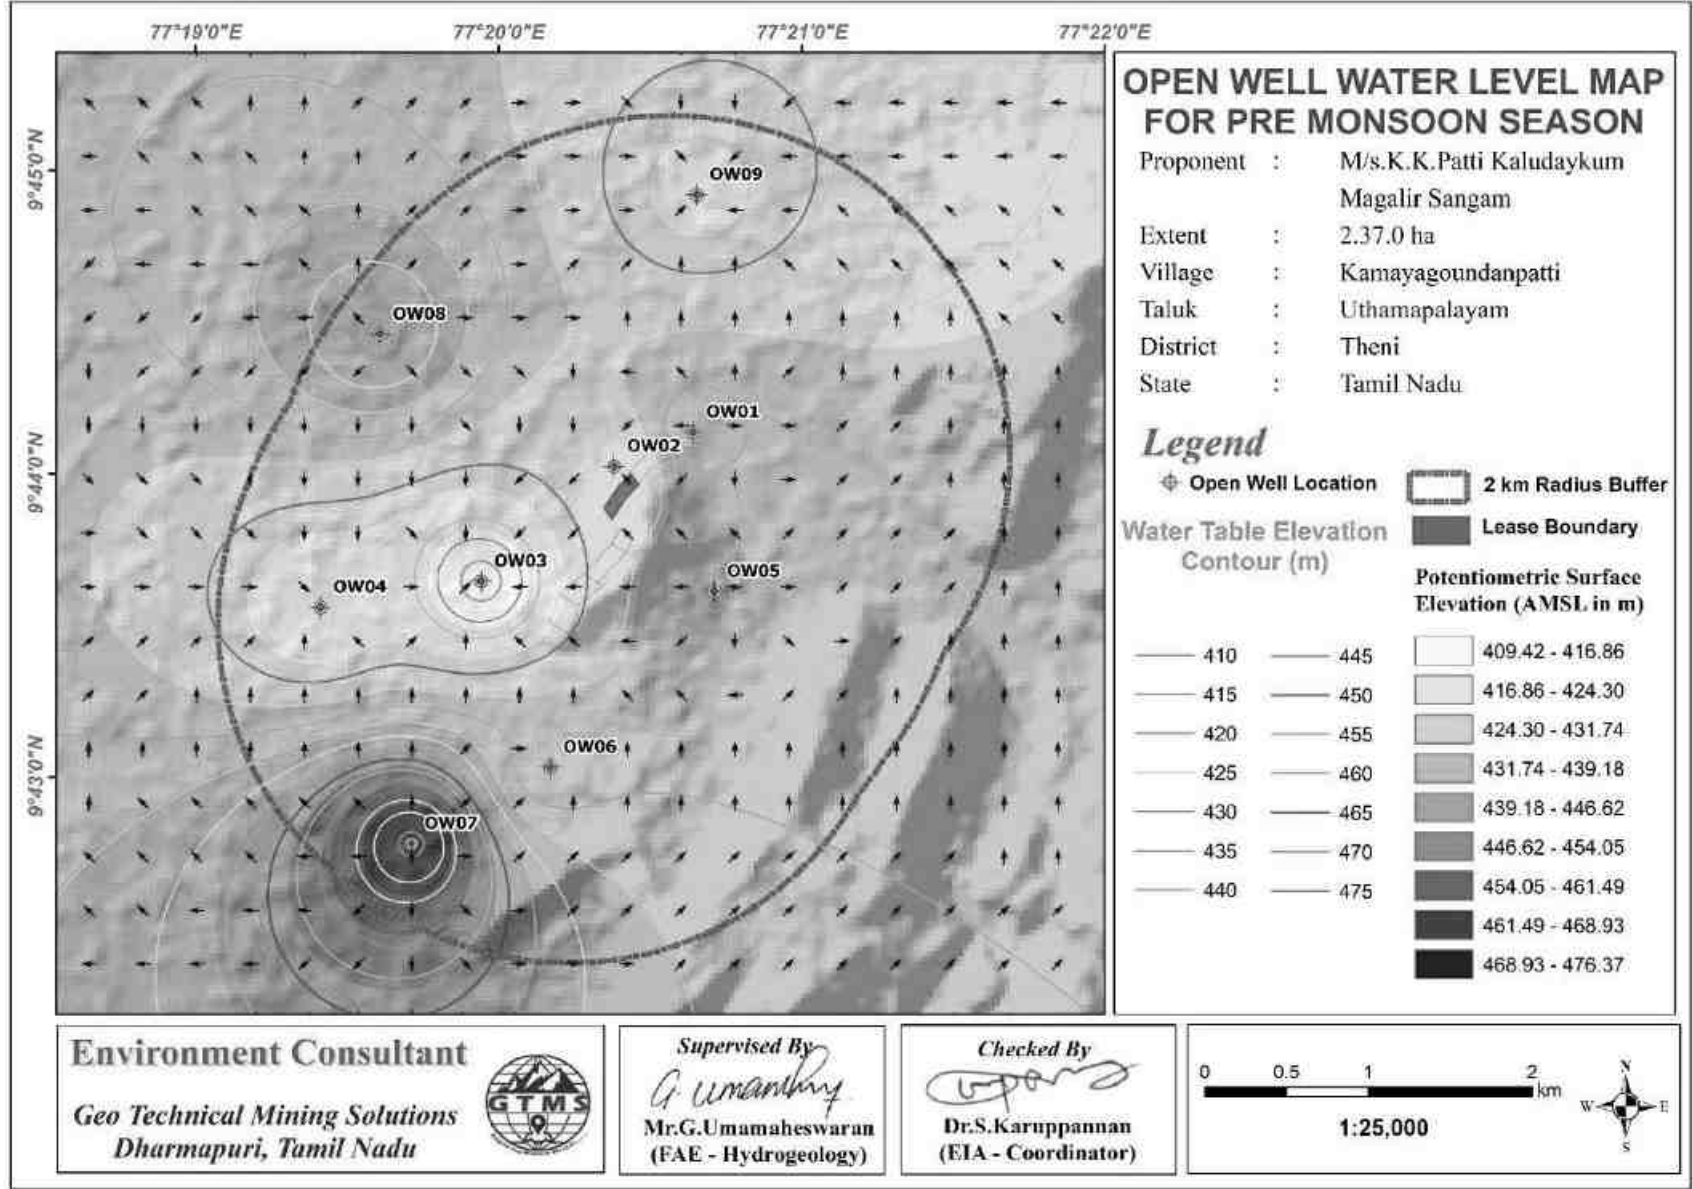 77°19'0"E 77°20'0"E 77°21'0"E 77°22'0"E
9°45'0"N
9°44'0"N
9°43'0"N
OW09
OW08
OW01
OW02
OW03
OW04
OW05
OW06
OW07
OPEN WELL WATER LEVEL MAP
FOR PRE MONSOON SEASON
Proponent : M/s.K.K.Patti Kaludaykum
Magalir Sangam
Extent : 2.37.0 ha
Village : Kamayagoundanpatti
Taluk : Uthamapalayam
District : Theni
State : Tamil Nadu
Legend
Open Well Location
2 km Radius Buffer
Lease Boundary
Water Table Elevation
Contour (m)
410 445
415 450
420 455
425 460
430 465
435 470
440 475
Potentiometric Surface
Elevation (AMSL in m)
409.42 - 416.86
416.86 - 424.30
424.30 - 431.74
431.74 - 439.18
439.18 - 446.62
446.62 - 454.05
454.05 - 461.49
461.49 - 468.93
468.93 - 476.37
Environment Consultant
Geo Technical Mining Solutions
Dharmapuri, Tamil Nadu
GTMS
Supervised By
G. Umamhey
Mr.G.Umamaheswaran
(FAE - Hydrogeology)
Checked By
Dr.S.Karuppannan
(EIA - Coordinator)
0 0.5 1 2
km
1:25,000
N
W E
S